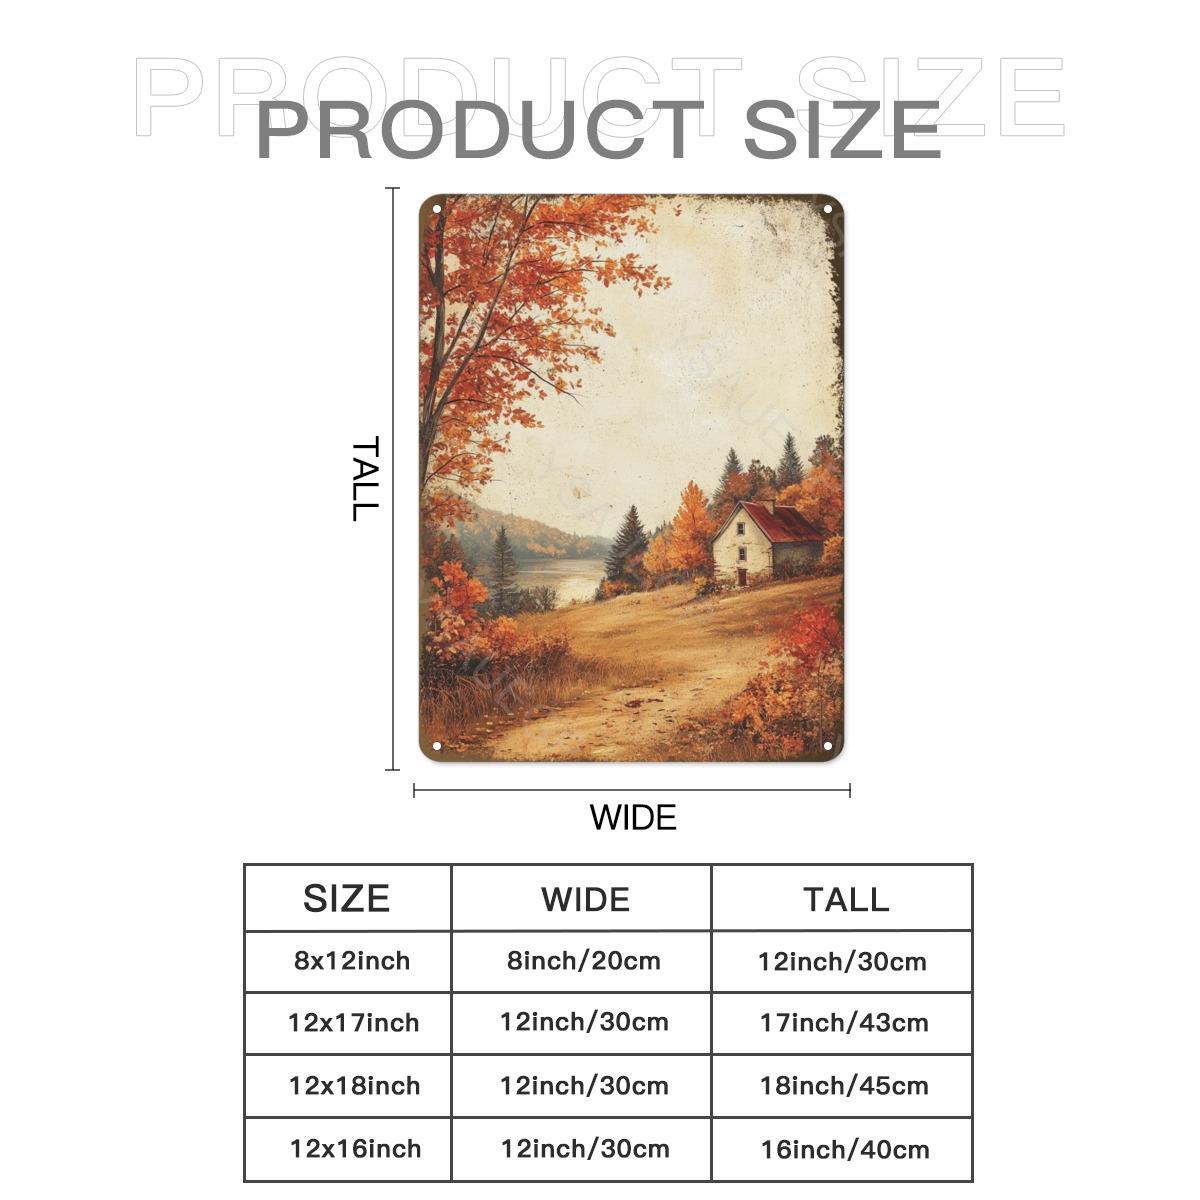 PRODUCT SIZE
PRODUCT SIZE
TALL
WIDE
SIZE WIDE TALL
8x12inch 8inch/20cm 12inch/30cm
12x17inch 12inch/30cm 17inch/43cm
12x18inch 12inch/30cm 18inch/45cm
12x16inch 12inch/30cm 16inch/40cm